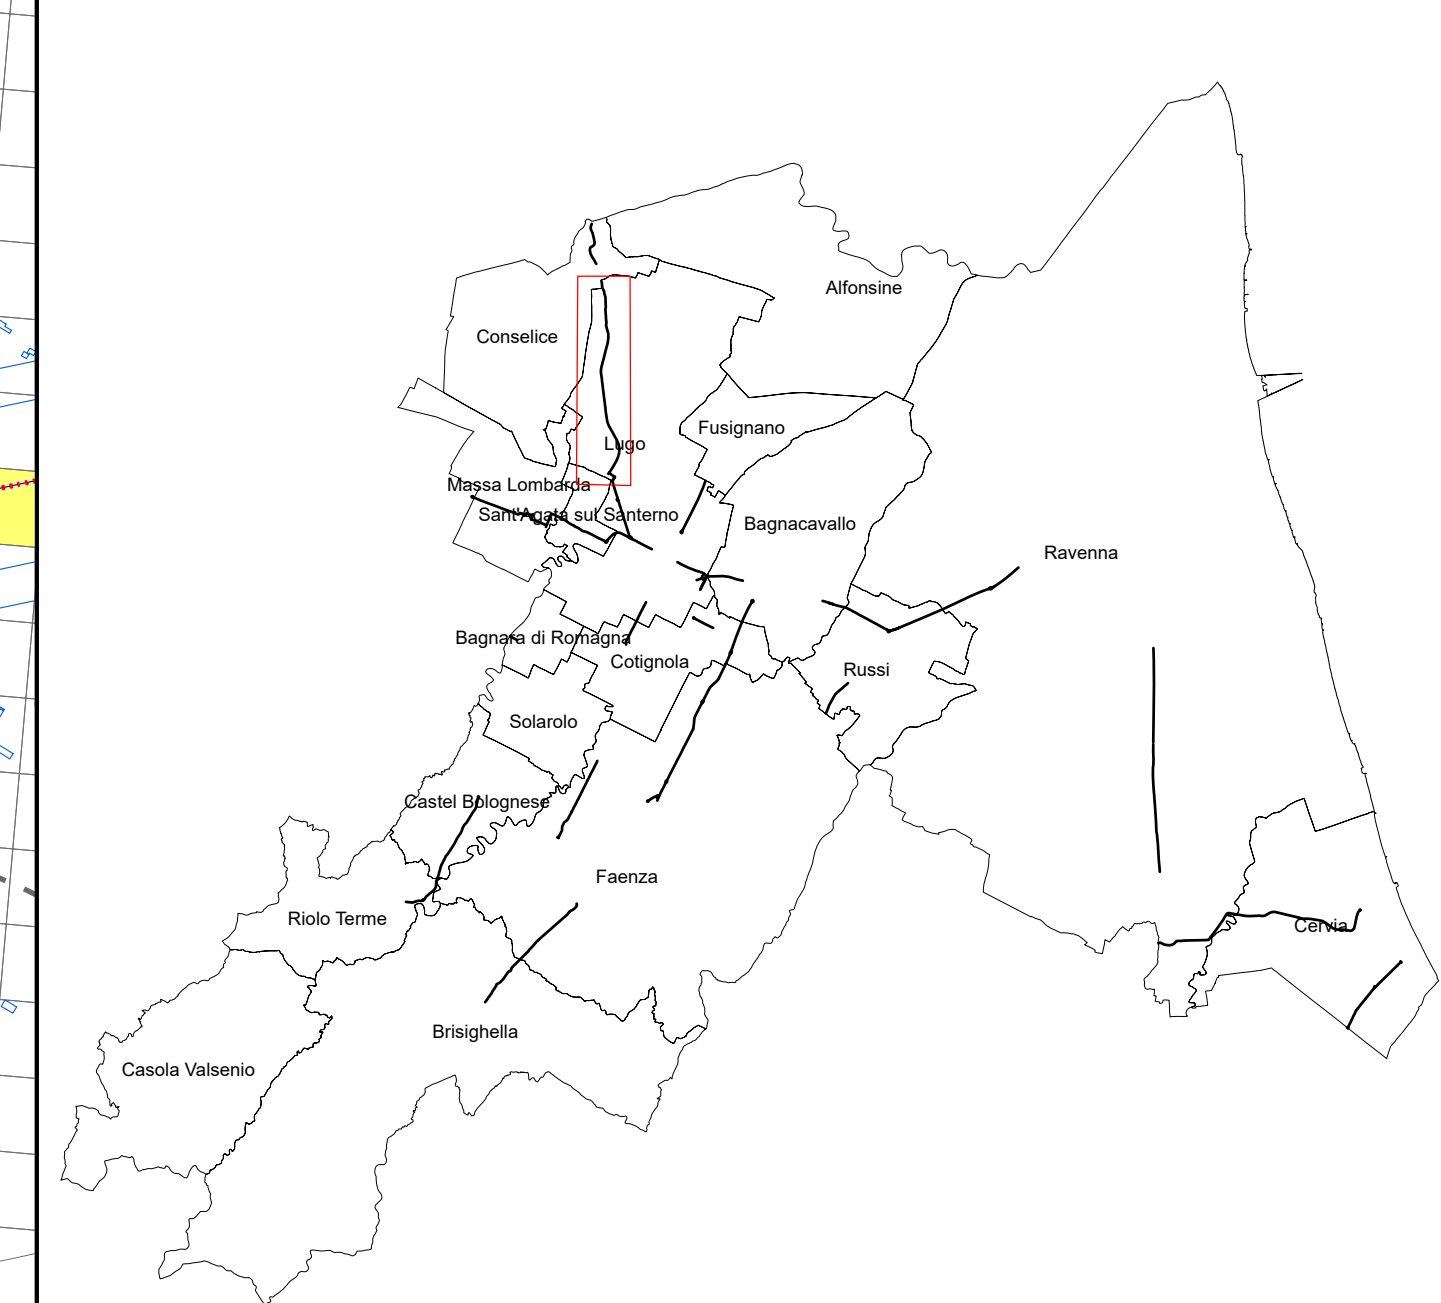 Alfonsine
Conselice
Fusignano
Lugo
Massa Lombarda
Sant'Agata sul Santerno
Bagnacavallo
Ravenna
Bagnara di Romagna
Cotignola
Russi
Solarolo
Castel Bolognese
Faenza
Riolo Terme
Cervia
Brisighella
Casola Valsenio